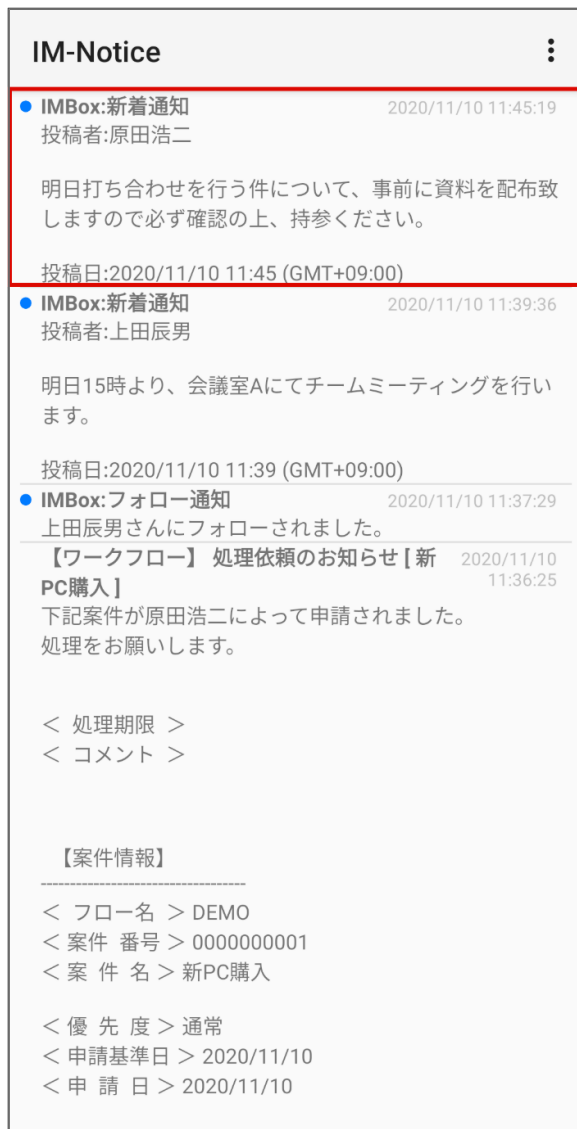 IM-Notice
IMBox:新着通知 2020/11/10 11:45:19
投稿者:原田浩二
明日打ち合わせを行う件について、事前に資料を配布致
しますので必ず確認の上、持参ください。
投稿日:2020/11/10 11:45 (GMT+09:00)
IMBox:新着通知 2020/11/10 11:39:36
投稿者:上田辰男
明日15時より、会議室Aにてチームミーティングを行い
ます。
投稿日:2020/11/10 11:39 (GMT+09:00)
IMBox:フォロー通知 2020/11/10 11:37:29
上田辰男さんにフォローされました。
【ワークフロー】 処理依頼のお知らせ [ 新 2020/11/10
PC購入 ] 11:36:25
下記案件が原田浩二によって申請されました。
処理をお願いします。
＜ 処理期限 ＞
＜ コメント ＞
【案件情報】
-----------------------------------
＜ フロー名 ＞ DEMO
＜ 案件 番号 ＞ 0000000001
＜ 案 件 名 ＞ 新PC購入
＜ 優 先 度 ＞ 通常
＜ 申請基準日 ＞ 2020/11/10
＜ 申 請 日 ＞ 2020/11/10